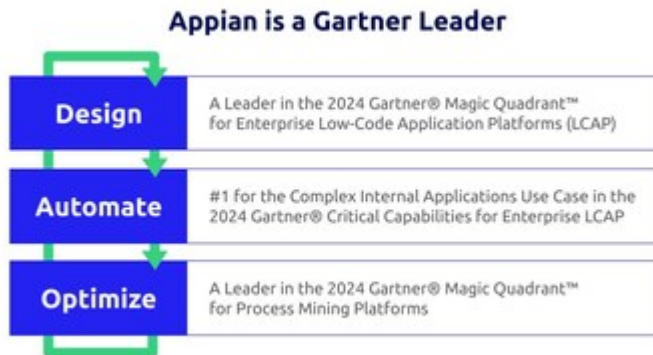 Appian is a Gartner Leader
Design
A Leader in the 2024 Gartner® Magic Quadrant™
for Enterprise Low-Code Application Platforms (LCAP)
Automate
#1 for the Complex Internal Applications Use Case in the
2024 Gartner® Critical Capabilities for Enterprise LCAP
Optimize
A Leader in the 2024 Gartner® Magic Quadrant™
for Process Mining Platforms